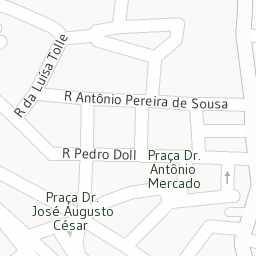 R da Luísa Tolle
R Antônio Pereira de Sousa
R Pedro Doll
Praça Dr.
Antônio
Mercado
Praça Dr.
José Augusto
César